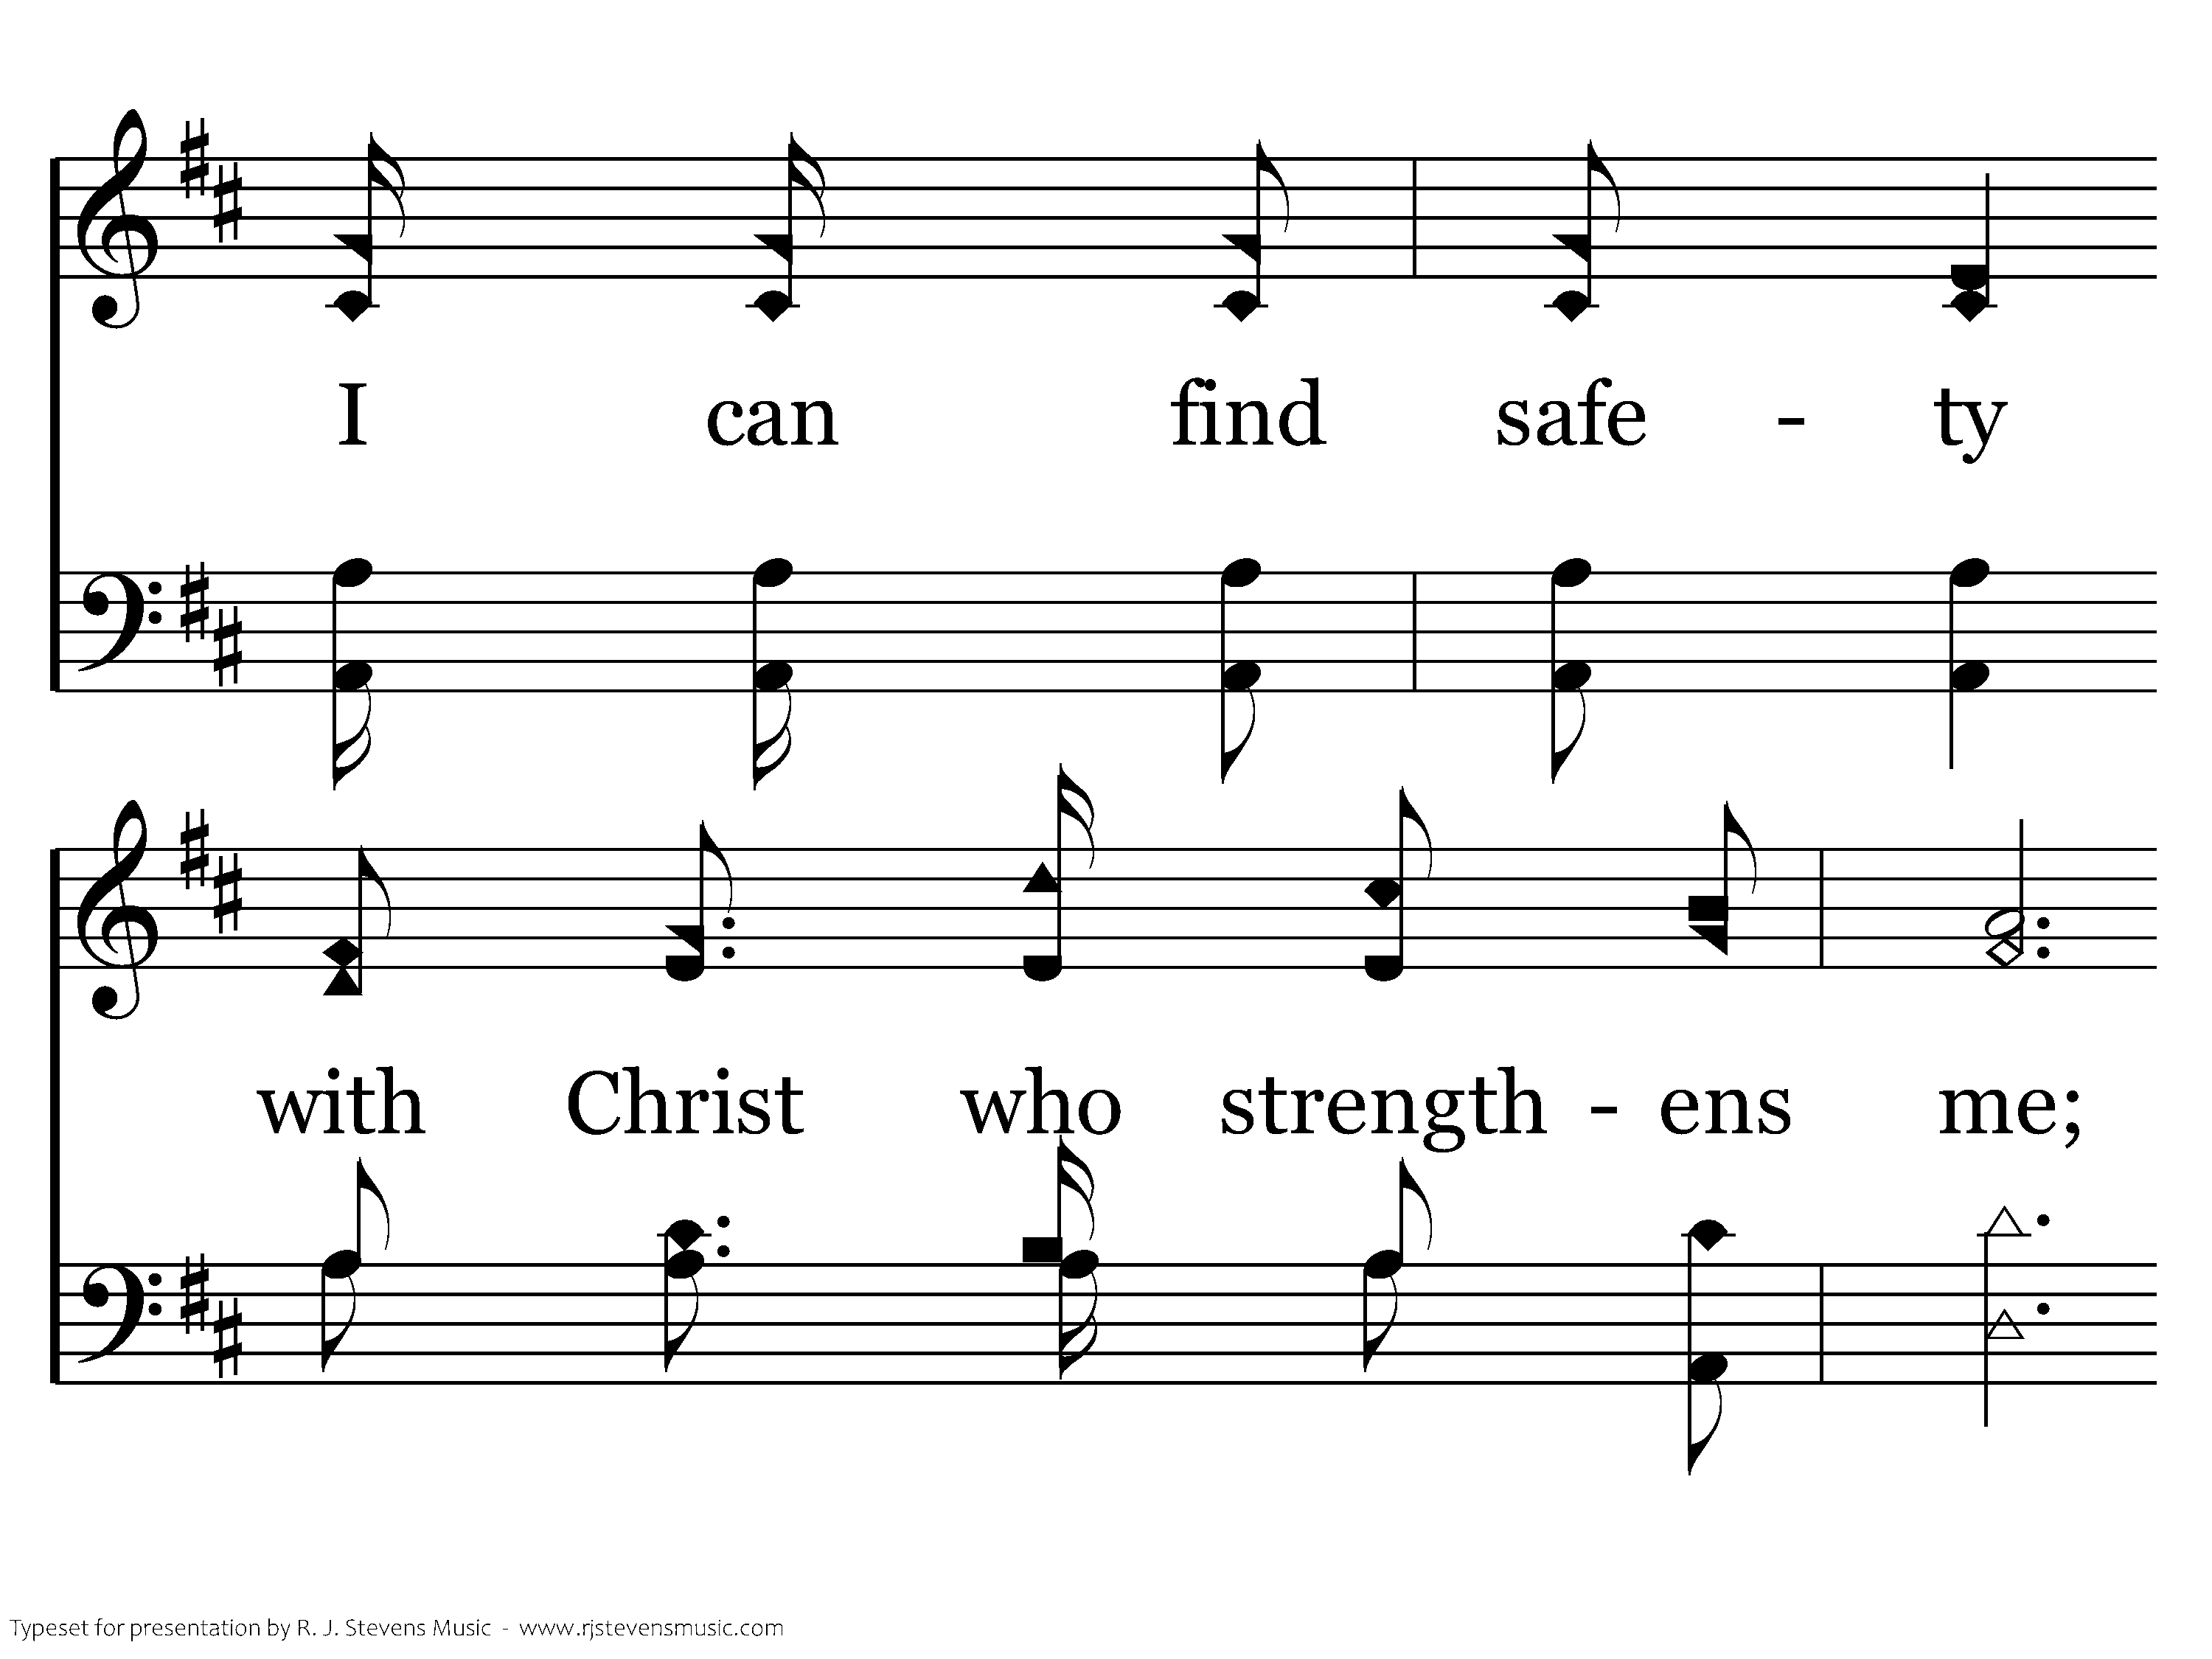 I can find safe - ty
with Christ who strength - ens me;
Typeset for presentation by R. J. Stevens Music - www.rjstevensmusic.com